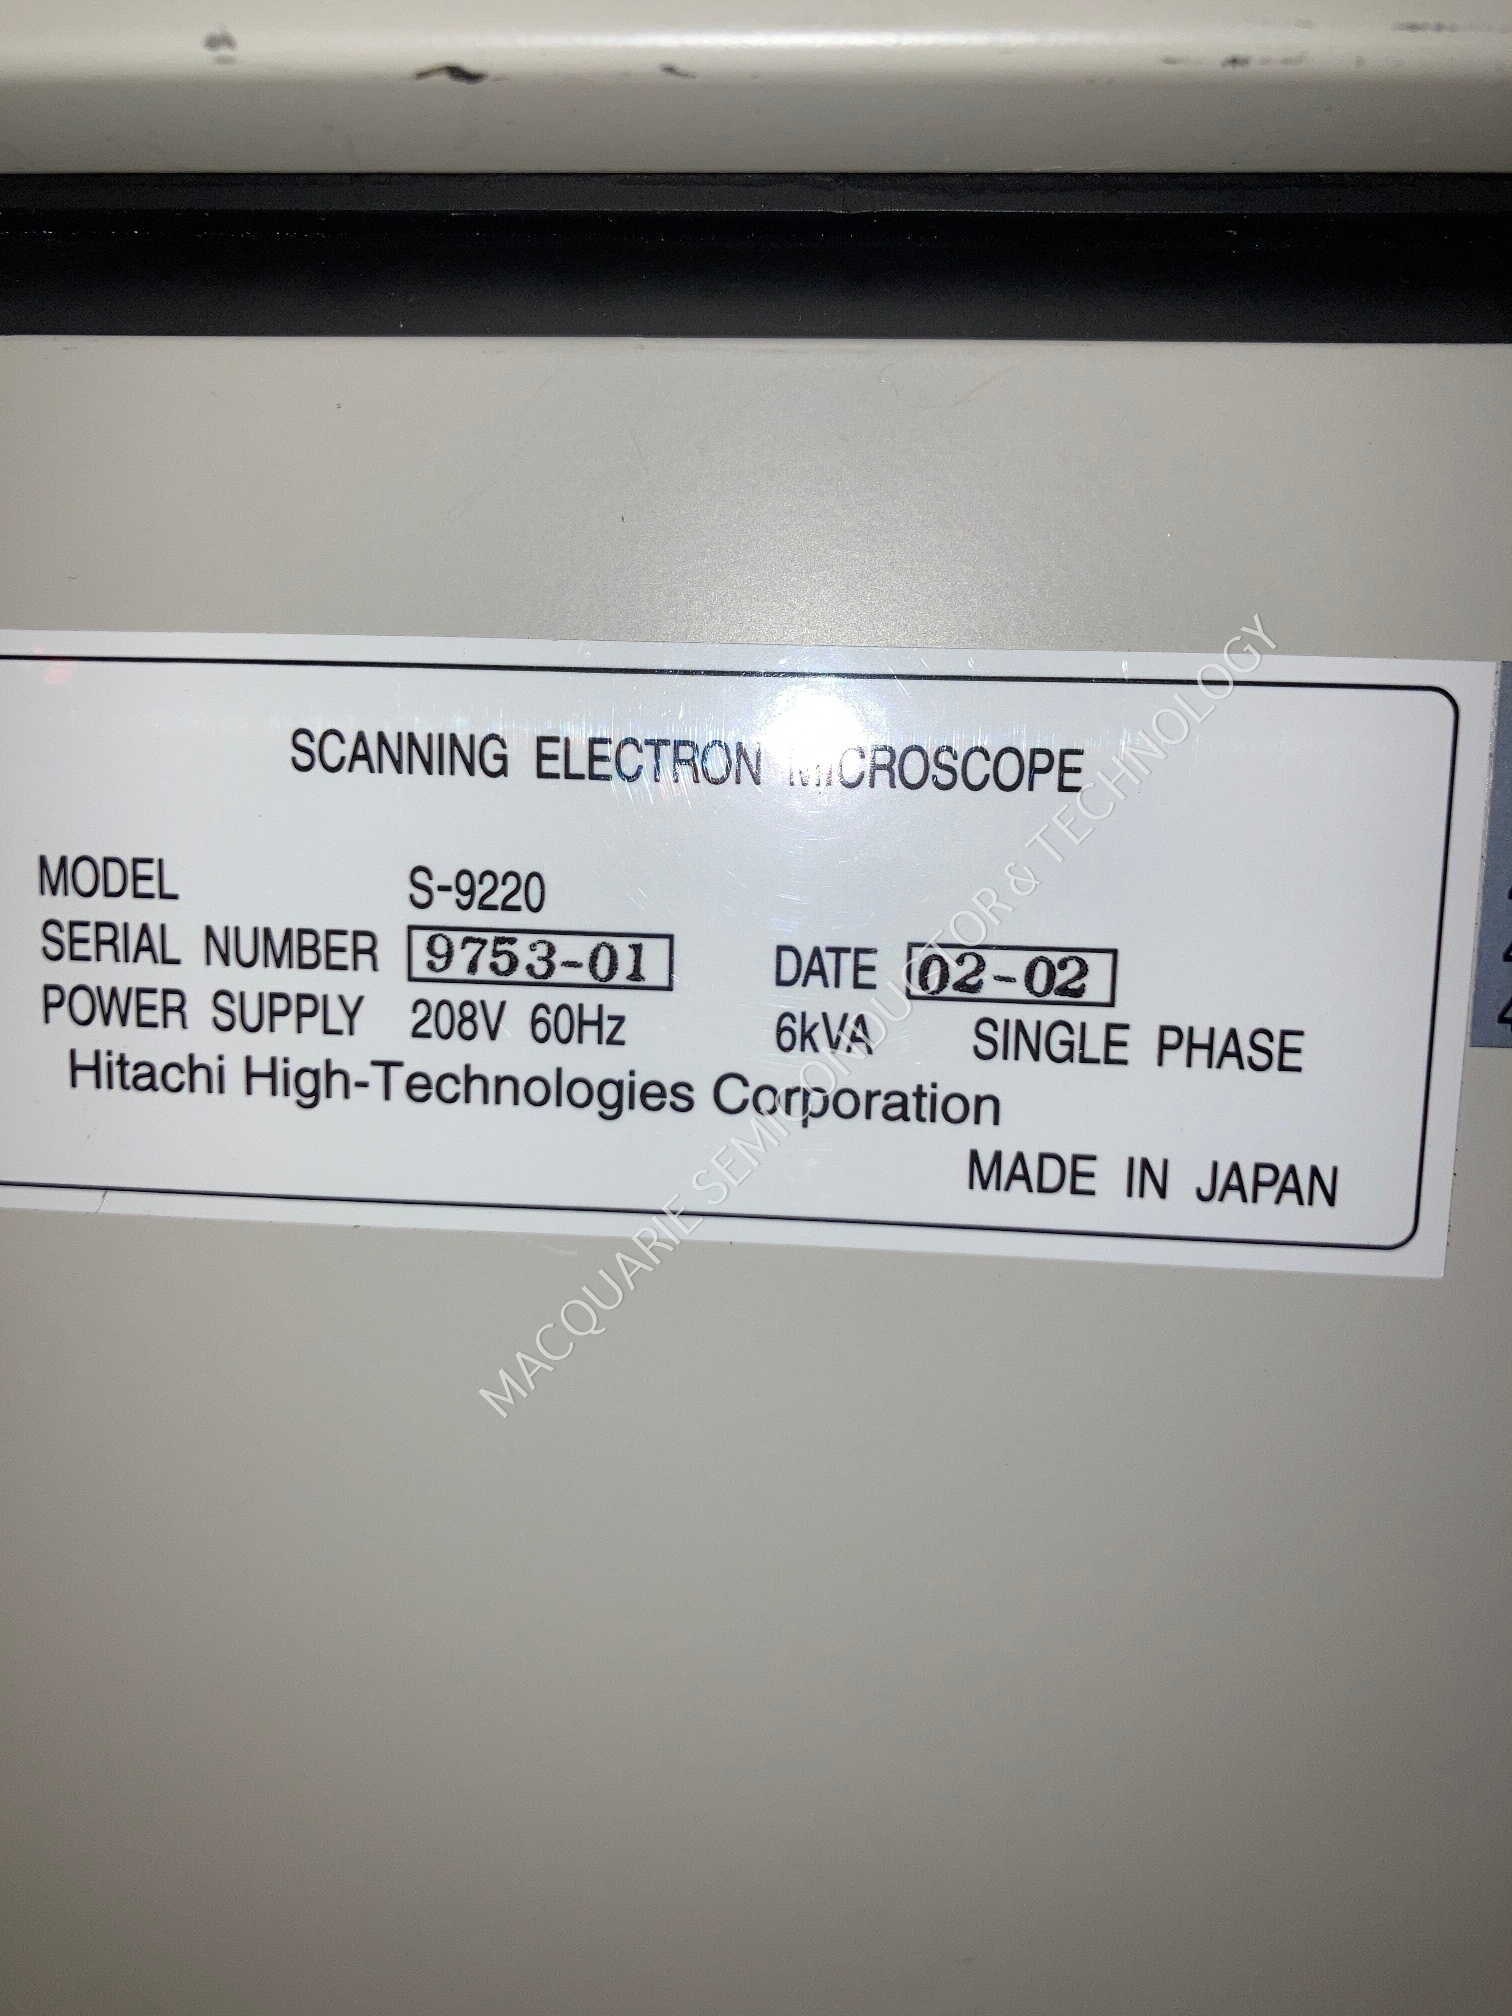 SCANNING ELECTRON MICROSCOPE
MODEL S-9220
SERIAL NUMBER 9753-01 DATE 02-02
POWER SUPPLY 208V 60Hz 6kVA SINGLE PHASE
Hitachi High-Technologies Corporation
MADE IN JAPAN
MACQUARIE SEMICONDUCTOR & TECHNOLOGY